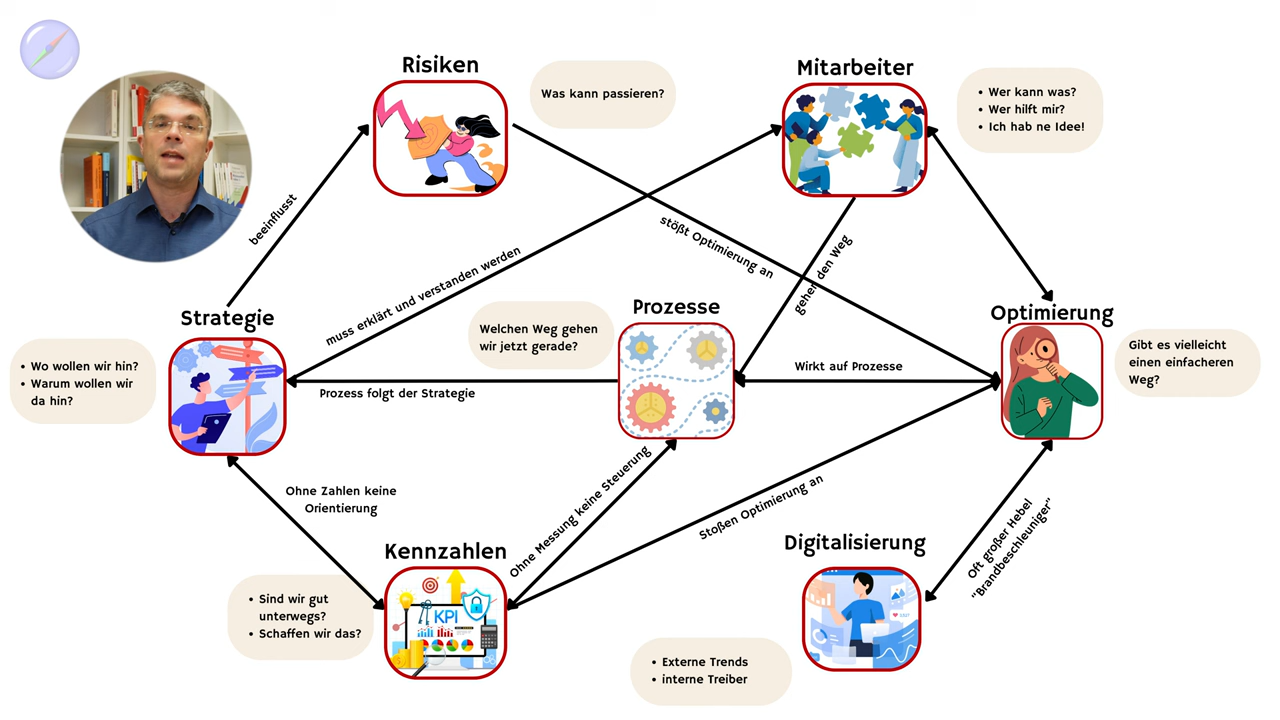 Risiken
Was kann passieren?
Mitarbeiter
• Wer kann was?
• Wer hilft mir?
• Ich hab ne Idee!
beeinflusst
muss erklärt und verstanden werden
stößt Optimierung an
gehen den Weg
Strategie
• Wo wollen wir hin?
• Warum wollen wir
da hin?
Prozesse
Welchen Weg gehen
wir jetzt gerade?
Prozess folgt der Strategie
Wirkt auf Prozesse
Optimierung
Gibt es vielleicht
einen einfacheren
Weg?
Ohne Zahlen keine
Orientierung
Ohne Messung keine Steuerung
Stoßen Optimierung an
Oft großer Hebel
"Brandbeschleuniger"
Kennzahlen
KPI
• Sind wir gut
unterwegs?
• Schaffen wir das?
Digitalisierung
• Externe Trends
• interne Treiber